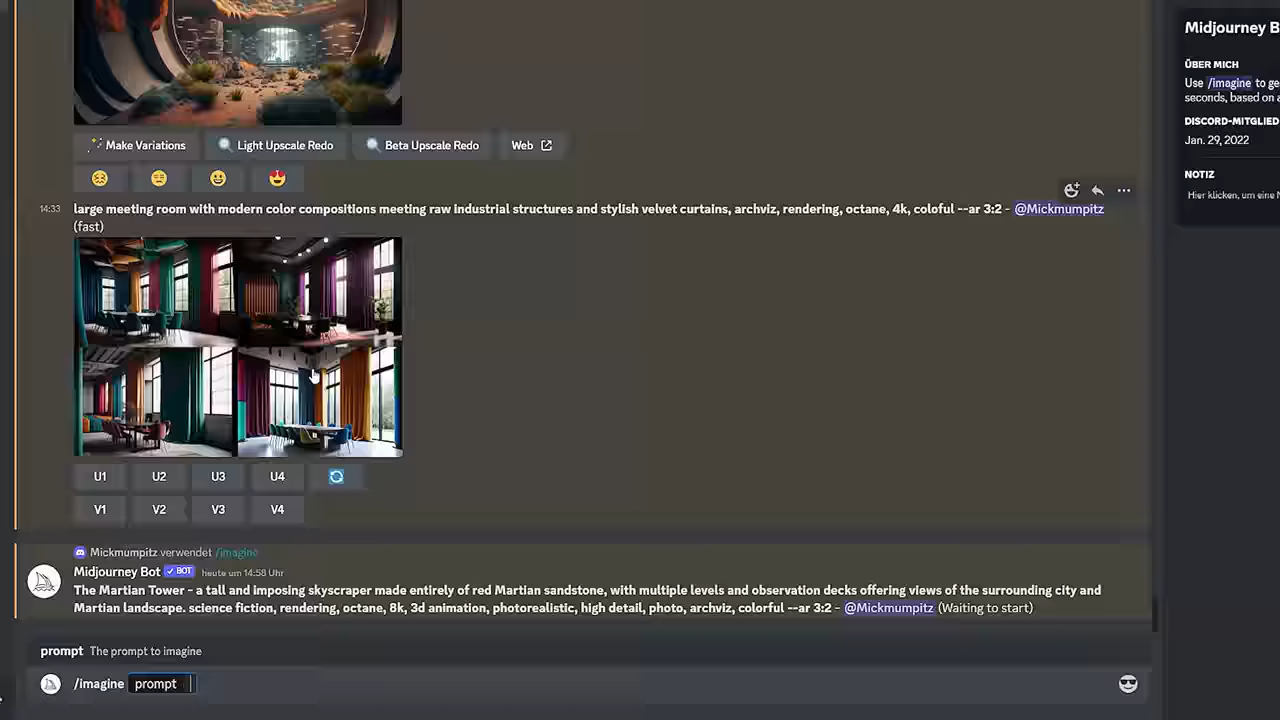 Midjourney B
ÜBER MICH
Use /imagine to ge
seconds, based on a
DISCORD-MITGLIED
Jan. 29, 2022
NOTIZ
Hier klicken, um eine N
Make Variations Light Upscale Redo Beta Upscale Redo Web
14:33 large meeting room with modern color compositions meeting raw industrial structures and stylish velvet curtains, archviz, rendering, octane, 4k, coloful --ar 3:2 - @Mickmumpitz
(fast)
U1 U2 U3 U4
V1 V2 V3 V4
Mickmumpitz verwendet /imagine
Midjourney Bot ✓ BOT heute um 14:58 Uhr
The Martian Tower - a tall and imposing skyscraper made entirely of red Martian sandstone, with multiple levels and observation decks offering views of the surrounding city and
Martian landscape. science fiction, rendering, octane, 8k, 3d animation, photorealistic, high detail, photo, archviz, colorful --ar 3:2 - @Mickmumpitz (Waiting to start)
prompt The prompt to imagine
/imagine prompt